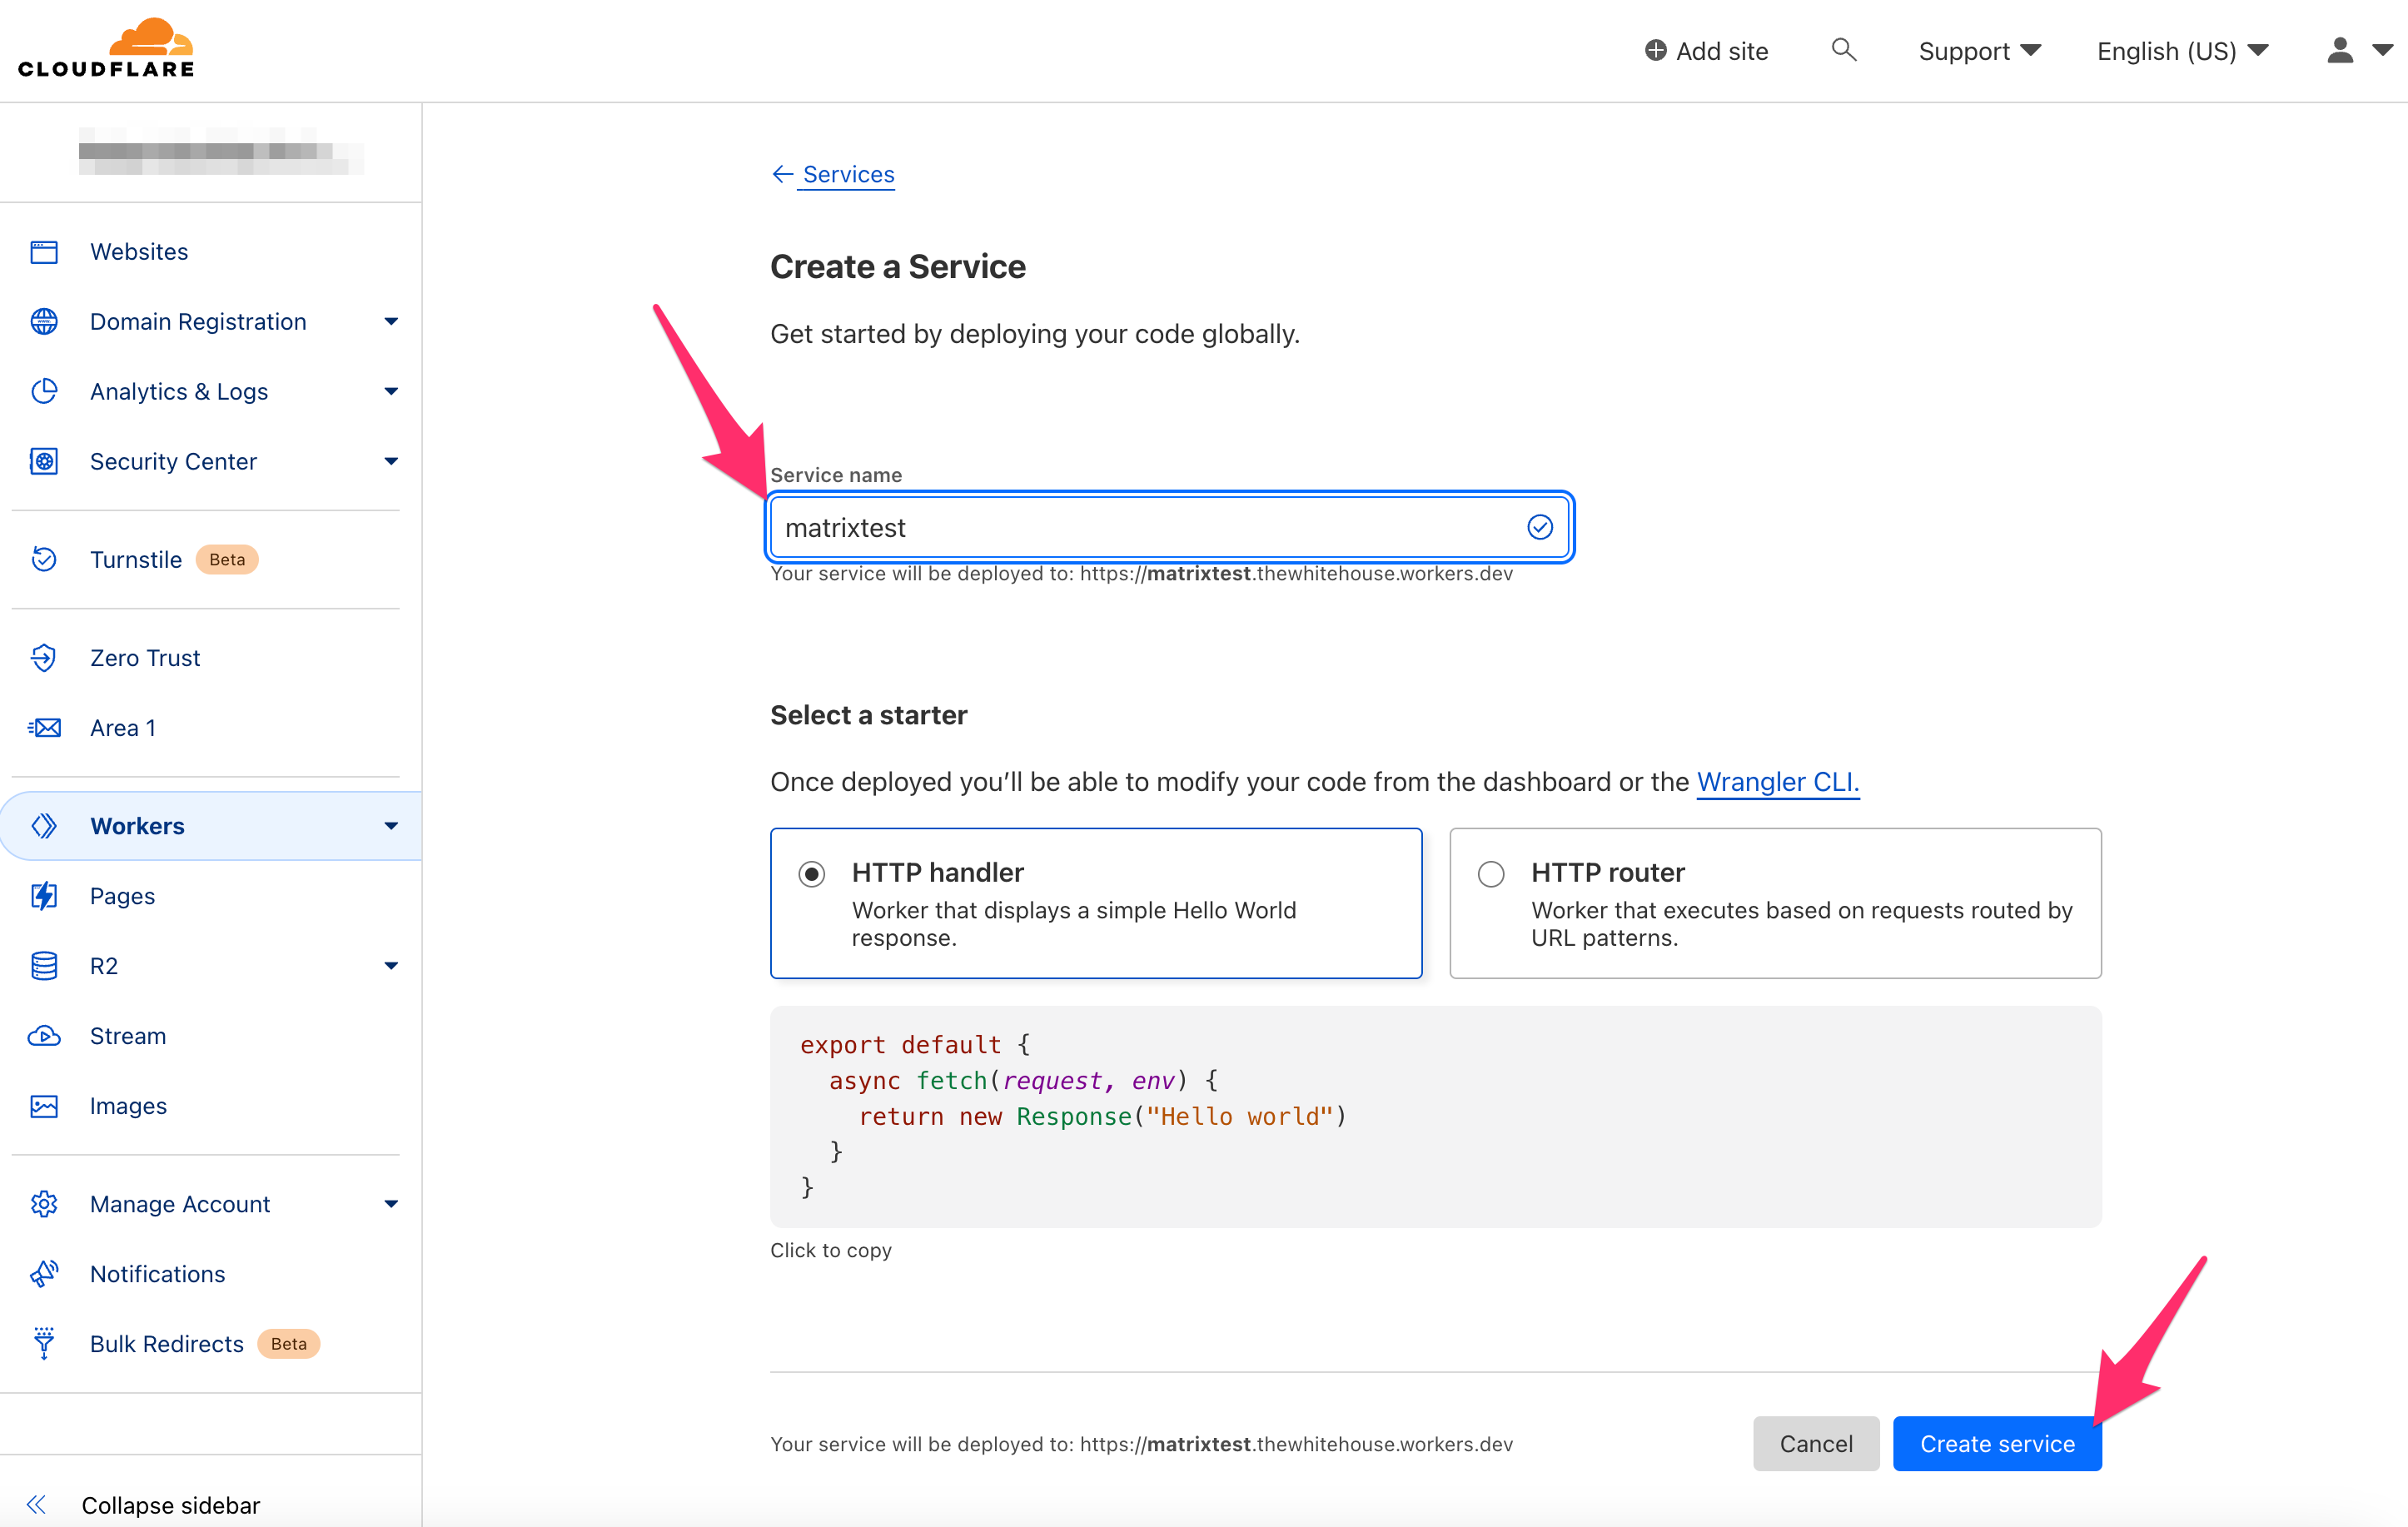 CLOUDFLARE
Add site
Support
English (US)
Websites
Domain Registration
Analytics & Logs
Security Center
Turnstile Beta
Zero Trust
Area 1
Workers
Pages
R2
Stream
Images
Manage Account
Notifications
Bulk Redirects Beta
Collapse sidebar
Services
Create a Service
Get started by deploying your code globally.
Service name
matrixtest
Your service will be deployed to: https://matrixtest.thewhitehouse.workers.dev
Select a starter
Once deployed you’ll be able to modify your code from the dashboard or the Wrangler CLI.
HTTP handler
Worker that displays a simple Hello World
response.
HTTP router
Worker that executes based on requests routed by
URL patterns.
export default {
  async fetch(request, env) {
    return new Response("Hello world")
  }
}
Click to copy
Your service will be deployed to: https://matrixtest.thewhitehouse.workers.dev
Cancel
Create service